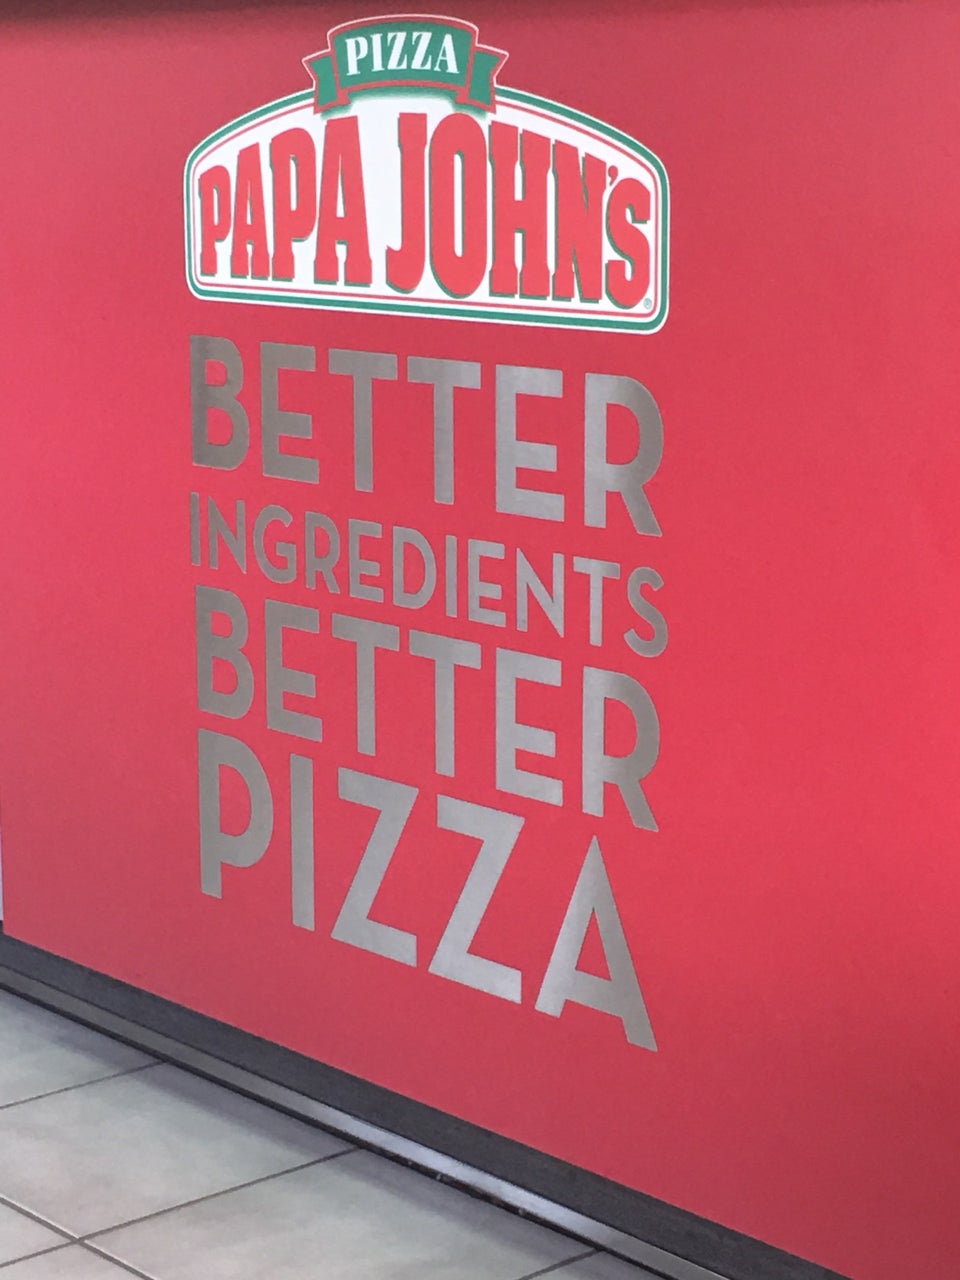 PIZZA
PAPA JOHN'S
BETTER
INGREDIENTS
BETTER
PIZZA